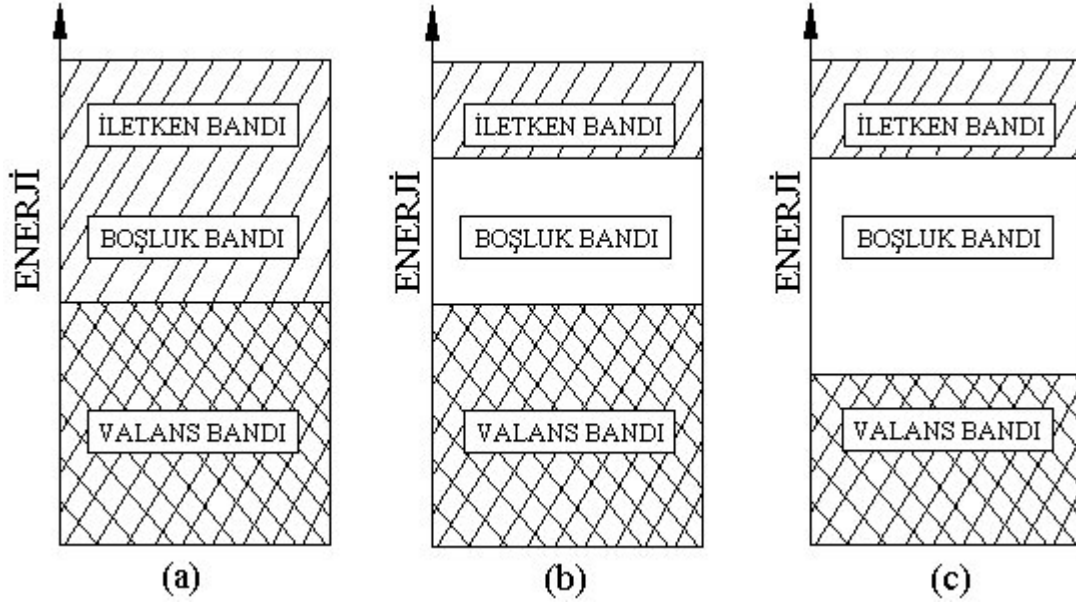 ENERJİ
İLETKEN BANDI
BOŞLUK BANDI
VALANS BANDI
(a)
ENERJİ
İLETKEN BANDI
BOŞLUK BANDI
VALANS BANDI
(b)
ENERJİ
İLETKEN BANDI
BOŞLUK BANDI
VALANS BANDI
(c)